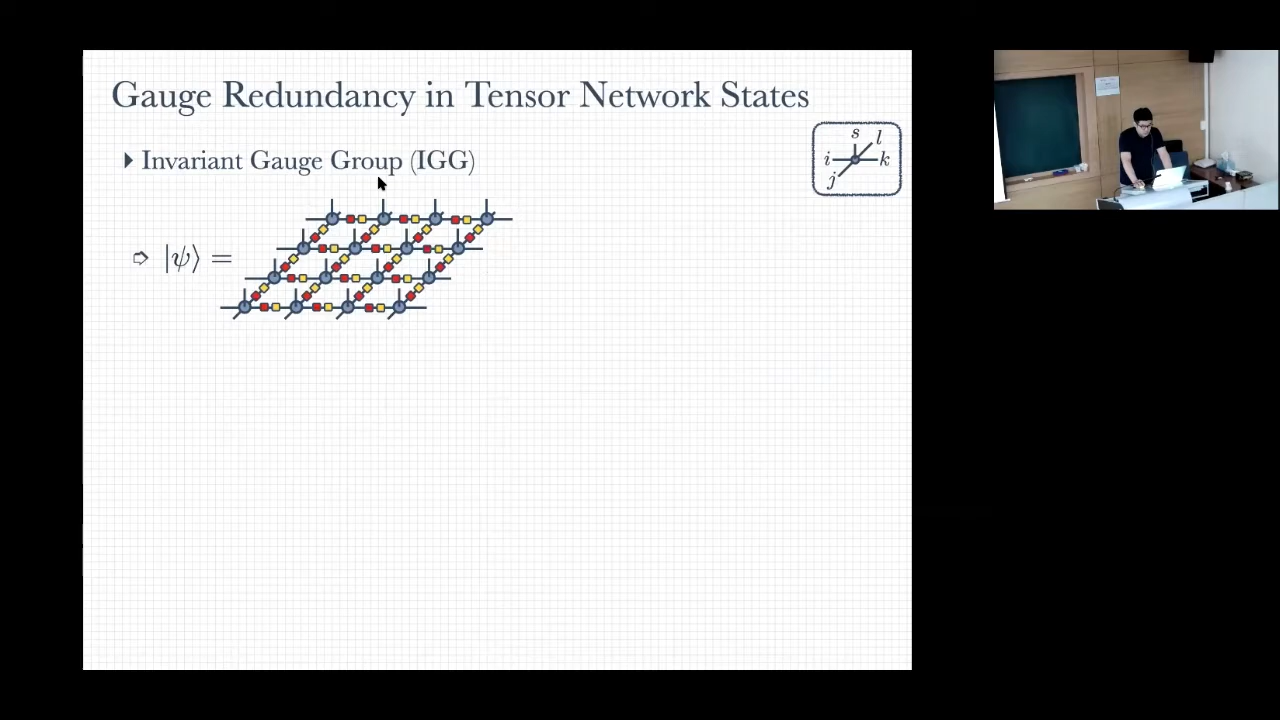 Gauge Redundancy in Tensor Network States
‣ Invariant Gauge Group (IGG)
s
i l k
j
➩ |ψ⟩ =